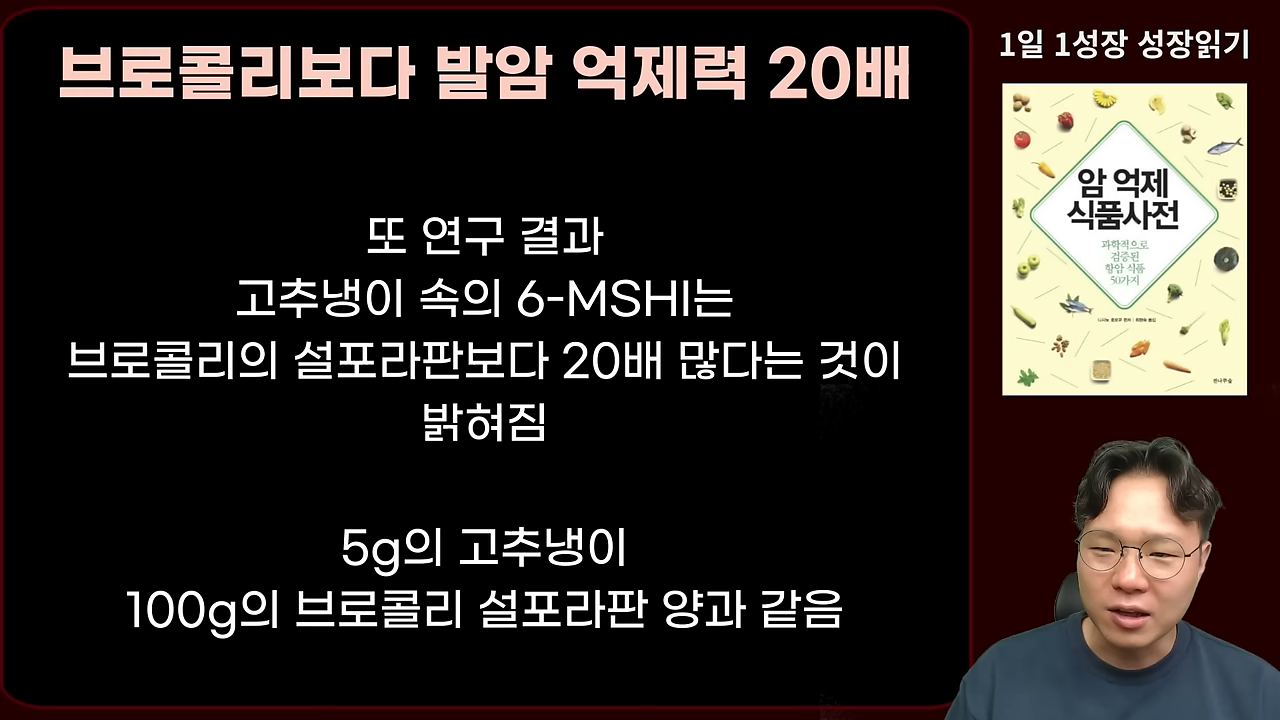 브로콜리보다 발암 억제력 20배
또 연구 결과
고추냉이 속의 6-MSHI는
브로콜리의 설포라판보다 20배 많다는 것이
밝혀짐
5g의 고추냉이
100g의 브로콜리 설포라판 양과 같음
1일 1성장 성장읽기
암 억제
식품사전
과학적으로
검증된
항암 식품
50가지
전나무숲